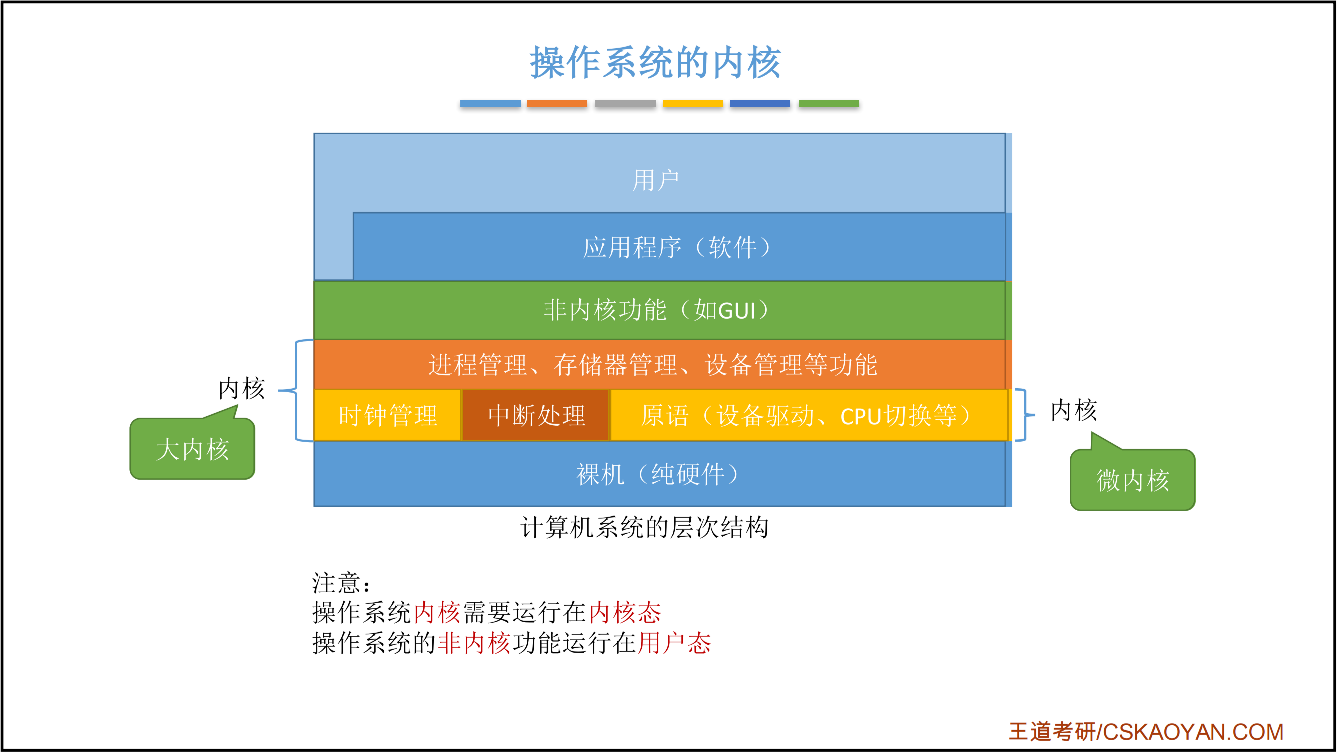 操作系统的内核
用户
应用程序（软件）
非内核功能（如GUI）
进程管理、存储器管理、设备管理等功能
内核
时钟管理
中断处理
原语（设备驱动、CPU切换等）
内核
大内核
裸机（纯硬件）
微内核
计算机系统的层次结构
注意：
操作系统内核需要运行在内核态
操作系统的非内核功能运行在用户态
王道考研/CSKAOYAN.COM